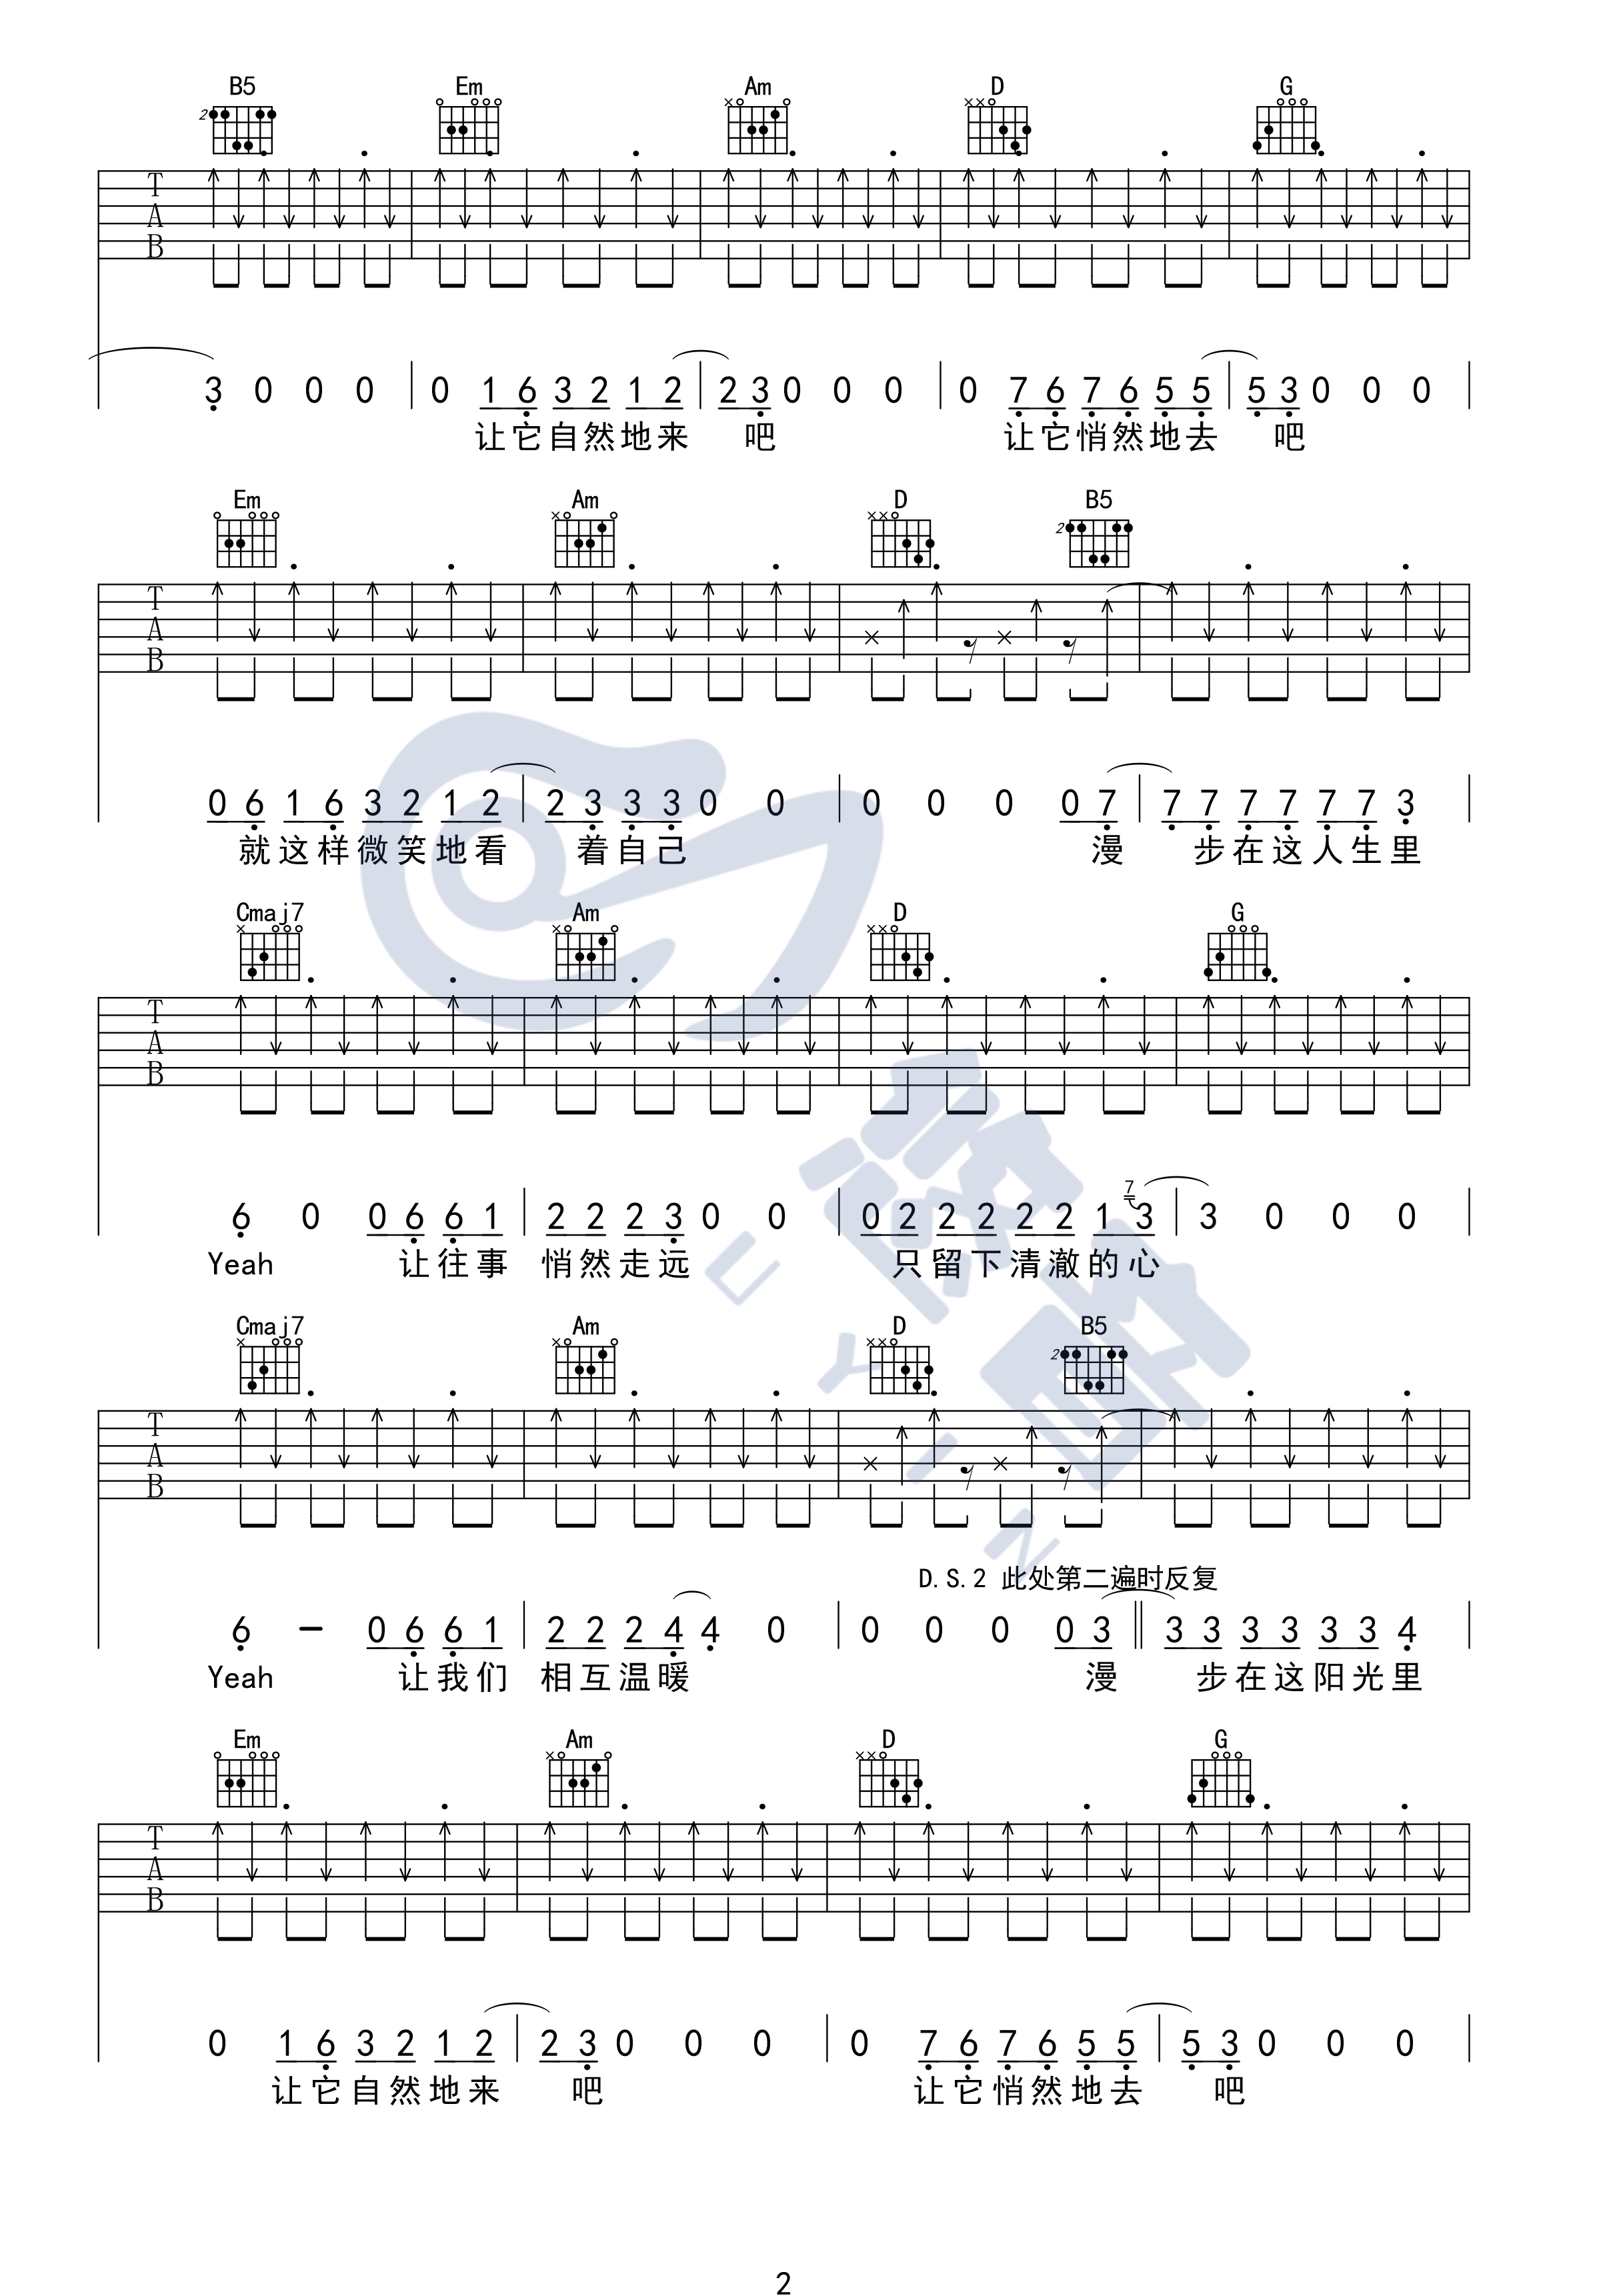 B5 Em Am D G
2
T
A
B
3 0 0 0 | 0 1 6 3 2 1 2 | 2 3 0 0 0 | 0 7 6 7 6 5 5 | 5 3 0 0 0 |
让它自然地来 吧 让它悄然地去 吧
Em Am D B5
2
T
A
B
0 6 1 6 3 2 1 2 | 2 3 3 3 0 0 | 0 0 0 0 7 | 7 7 7 7 7 7 3 |
就这样微笑地看 着自己 漫 步在这人生里
Cmaj7 Am D G
T
A
B
7
6 0 0 6 6 1 | 2 2 2 3 0 0 | 0 2 2 2 2 2 1 3 | 3 0 0 0 |
Yeah 让往事 悄然走远 只留下清澈的心
Cmaj7 Am D B5
2
T
A
B
D.S.2 此处第二遍时反复
6 — 0 6 6 1 | 2 2 2 4 4 0 | 0 0 0 0 3 || 3 3 3 3 3 3 4 |
Yeah 让我们 相互温暖 漫 步在这阳光里
Em Am D G
T
A
B
0 1 6 3 2 1 2 | 2 3 0 0 0 | 0 7 6 7 6 5 5 | 5 3 0 0 0 |
让它自然地来 吧 让它悄然地去 吧
悠音
U YIN
2